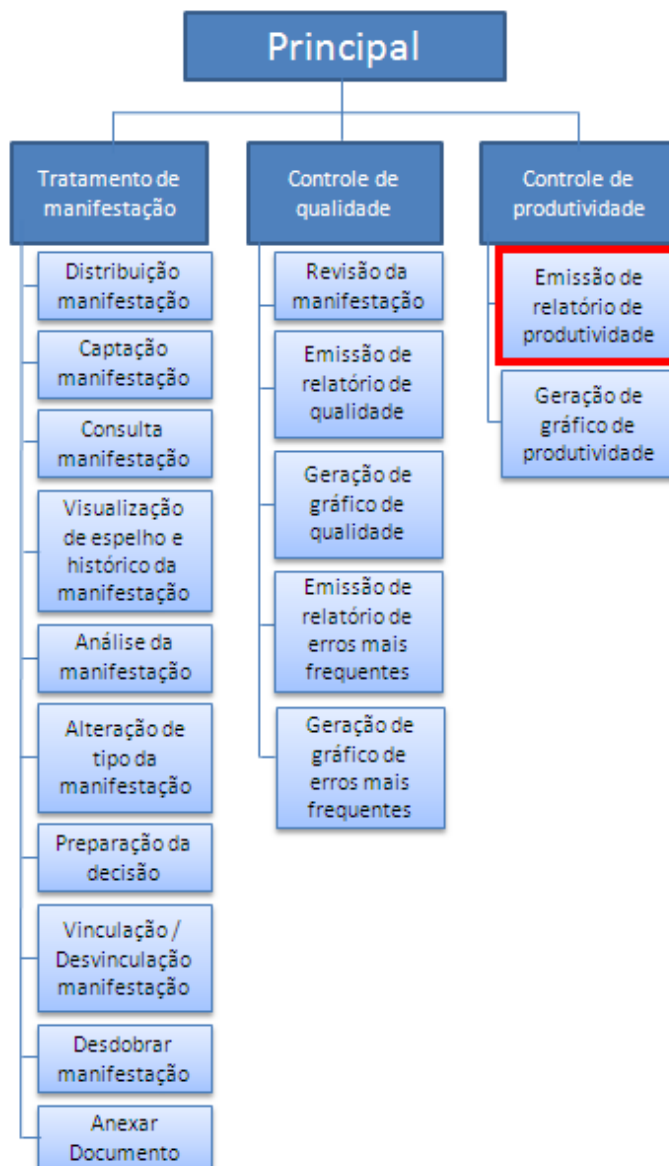 Principal
Tratamento de
manifestação
Distribuição
manifestação
Captação
manifestação
Consulta
manifestação
Visualização
de espelho e
histórico da
manifestação
Análise da
manifestação
Alteração de
tipo da
manifestação
Preparação da
decisão
Vinculação /
Desvinculação
manifestação
Desdobrar
manifestação
Anexar
Documento
Controle de
qualidade
Revisão da
manifestação
Emissão de
relatório de
qualidade
Geração de
gráfico de
qualidade
Emissão de
relatório de
erros mais
frequentes
Geração de
gráfico de
erros mais
frequentes
Controle de
produtividade
Emissão de
relatório de
produtividade
Geração de
gráfico de
produtividade